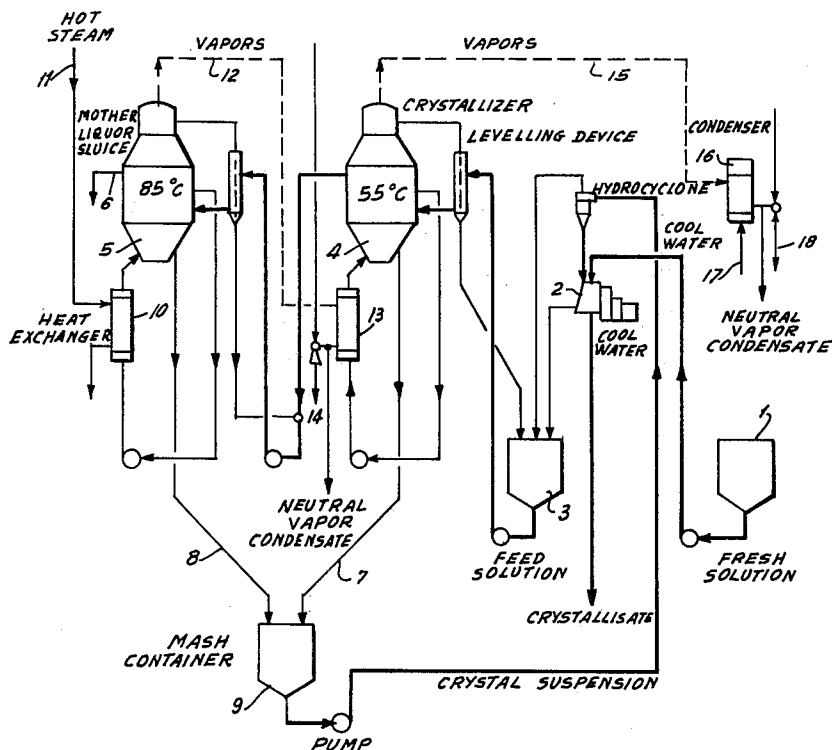 HOT
STEAM
11
VAPORS
12
VAPORS
15
MOTHER
LIQUOR
SLUICE
6
85°C
5
CRYSTALLIZER
LEVELLING DEVICE
55°C
4
CONDENSER
16
HYDROCYCLONE
COOL
WATER
17
18
2
COOL
WATER
NEUTRAL
VAPOR
CONDENSATE
10
HEAT
EXCHANGER
13
14
1
3
NEUTRAL
VAPOR
CONDENSATE
FEED
SOLUTION
FRESH
SOLUTION
8
7
CRYSTALLISATE
MASH
CONTAINER
9
CRYSTAL SUSPENSION
PUMP